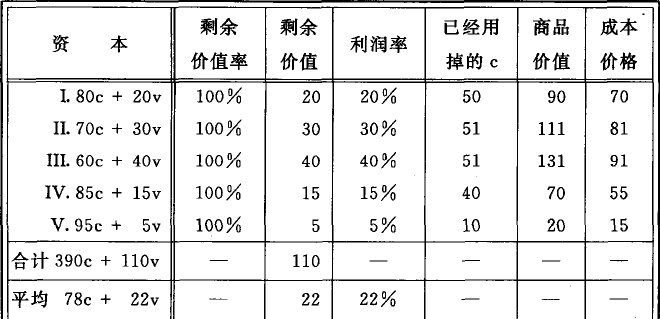 资 本 剩余价值率 剩余价值 利润率 已经用掉的c 商品价值 成本价格
I. 80c + 20v 100% 20 20% 50 90 70
II. 70c + 30v 100% 30 30% 51 111 81
III. 60c + 40v 100% 40 40% 51 131 91
IV. 85c + 15v 100% 15 15% 40 70 55
V. 95c + 5v 100% 5 5% 10 20 15
合计 390c + 110v — 110 — — — —
平均 78c + 22v — 22 22% — — —